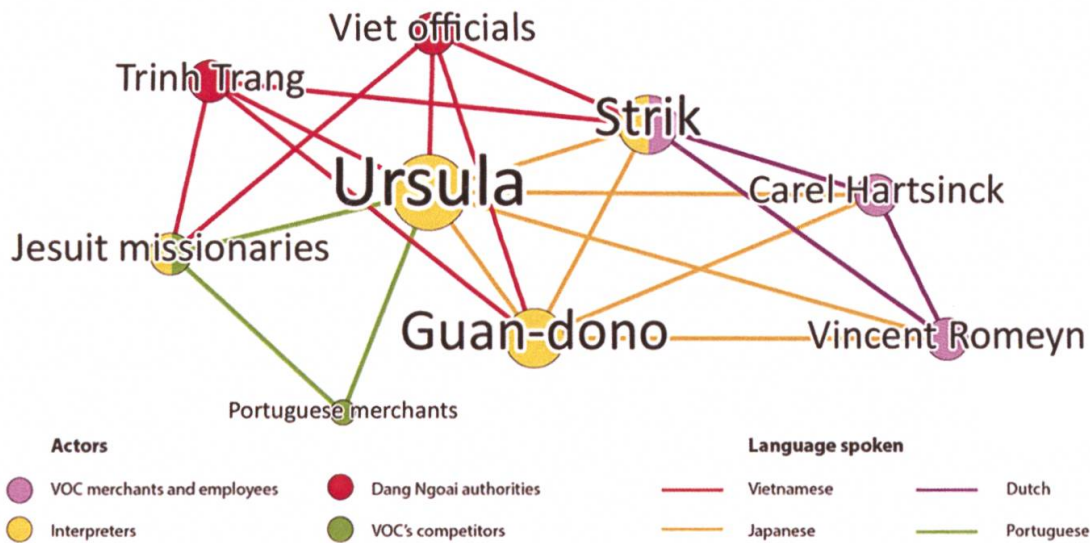 Viet officials
Trinh Trang
Strik
Ursula
Carel Hartsinck
Jesuit missionaries
Guan-dono
Vincent Romeyn
Portuguese merchants
Actors
Language spoken
VOC merchants and employees
Dang Ngoai authorities
Vietnamese
Dutch
Interpreters
VOC's competitors
Japanese
Portuguese